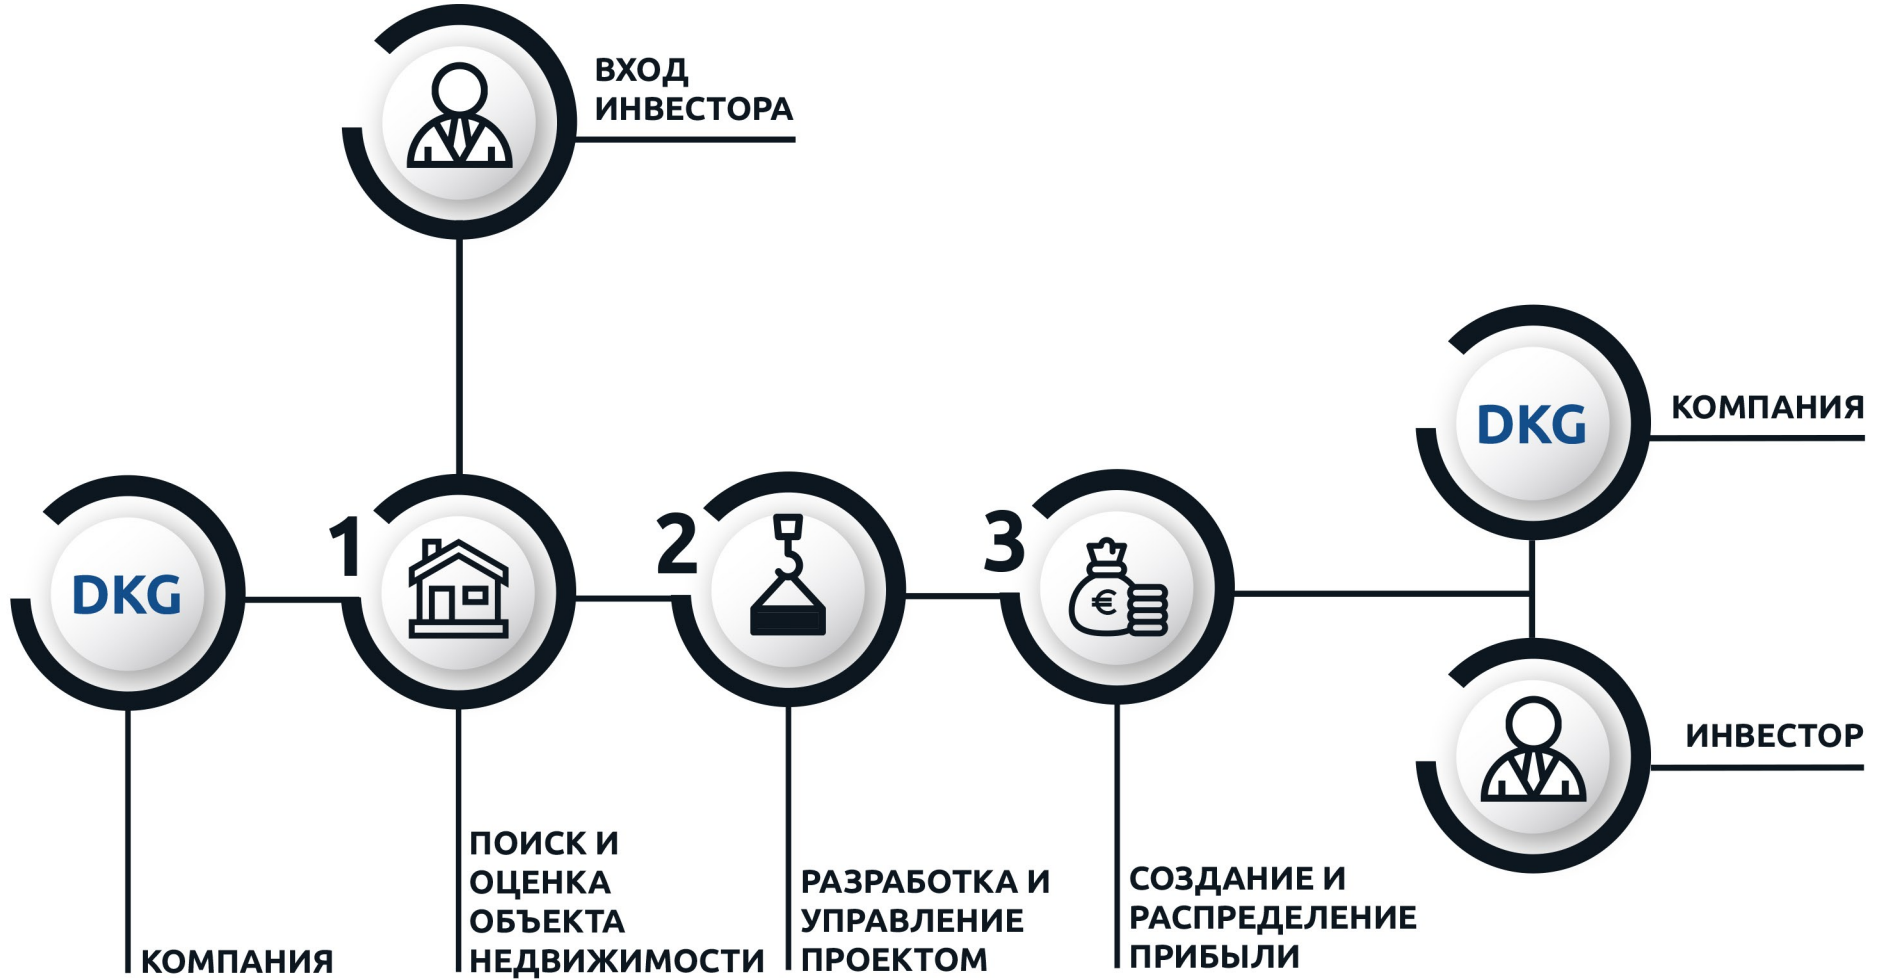 ВХОД
ИНВЕСТОРА
DKG
КОМПАНИЯ
1
ПОИСК И
ОЦЕНКА
ОБЪЕКТА
НЕДВИЖИМОСТИ
2
РАЗРАБОТКА И
УПРАВЛЕНИЕ
ПРОЕКТОМ
3
€
СОЗДАНИЕ И
РАСПРЕДЕЛЕНИЕ
ПРИБЫЛИ
DKG
КОМПАНИЯ
ИНВЕСТОР